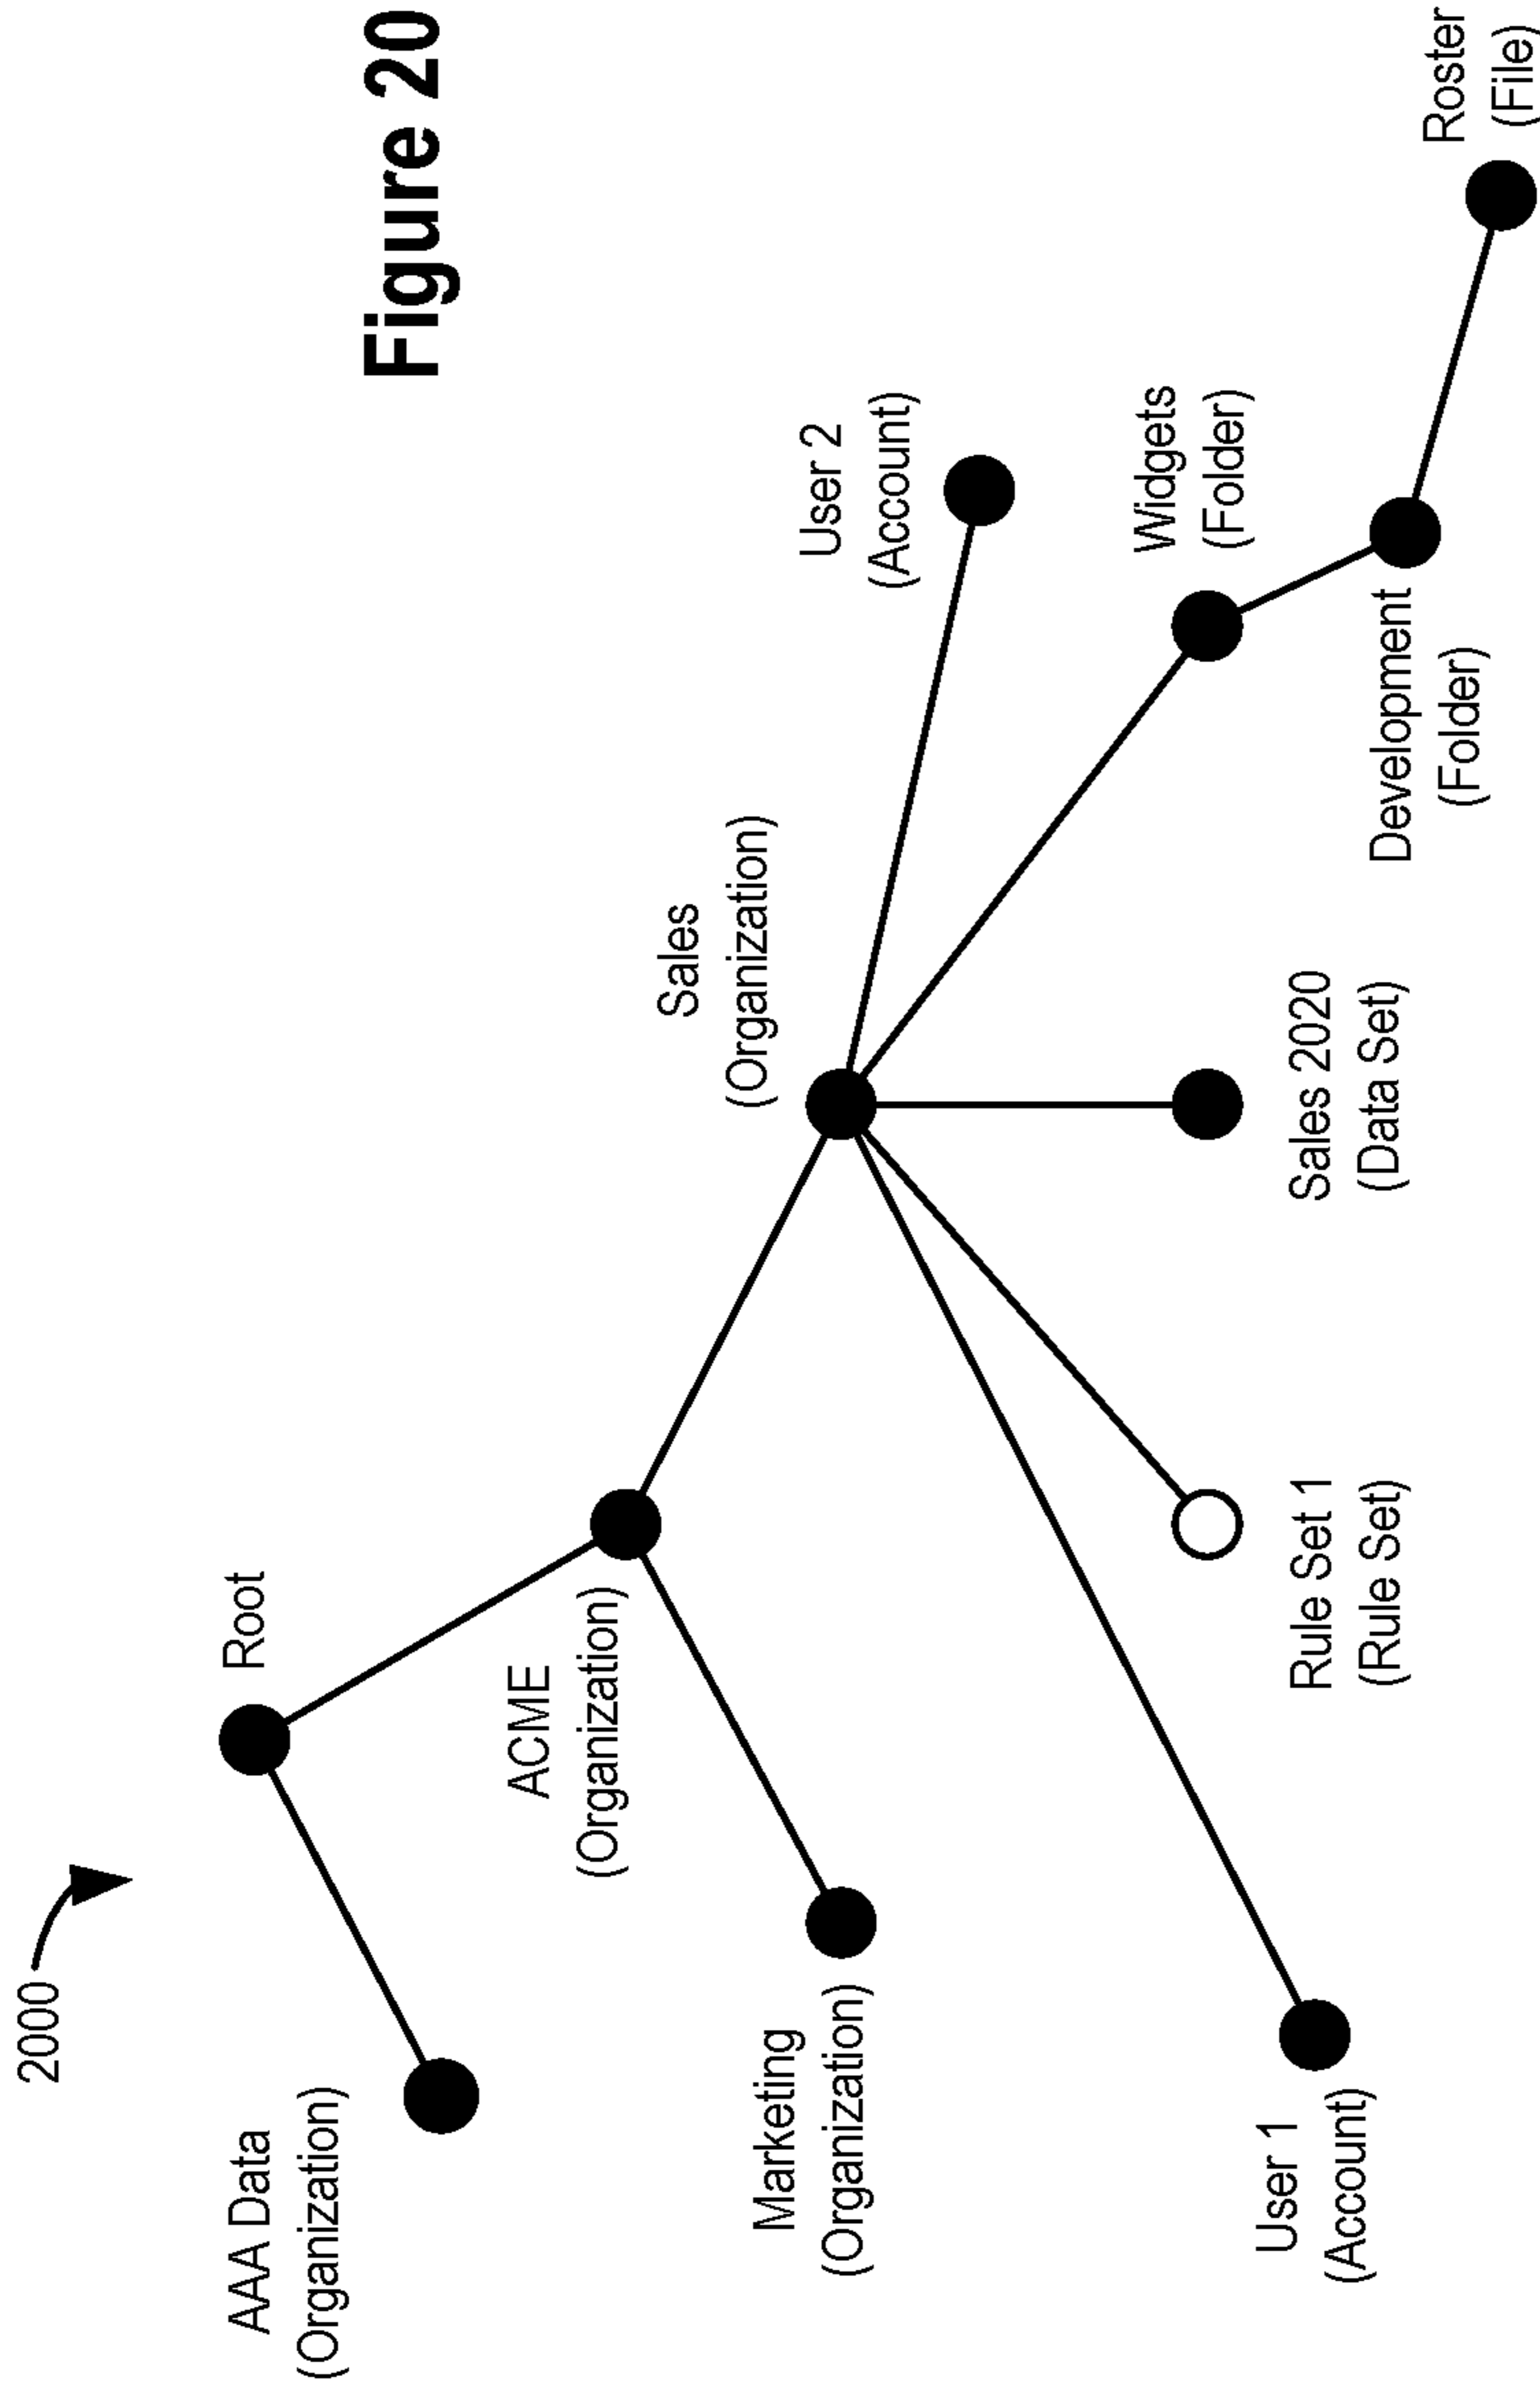 2000
Root
AAA Data
(Organization)
Figure 20
ACME
(Organization)
Sales
(Organization)
Marketing
(Organization)
User 2
(Account)
Widgets
(Folder)
User 1
(Account)
Rule Set 1
(Rule Set)
Sales 2020
(Data Set)
Development
(Folder)
Roster
(File)